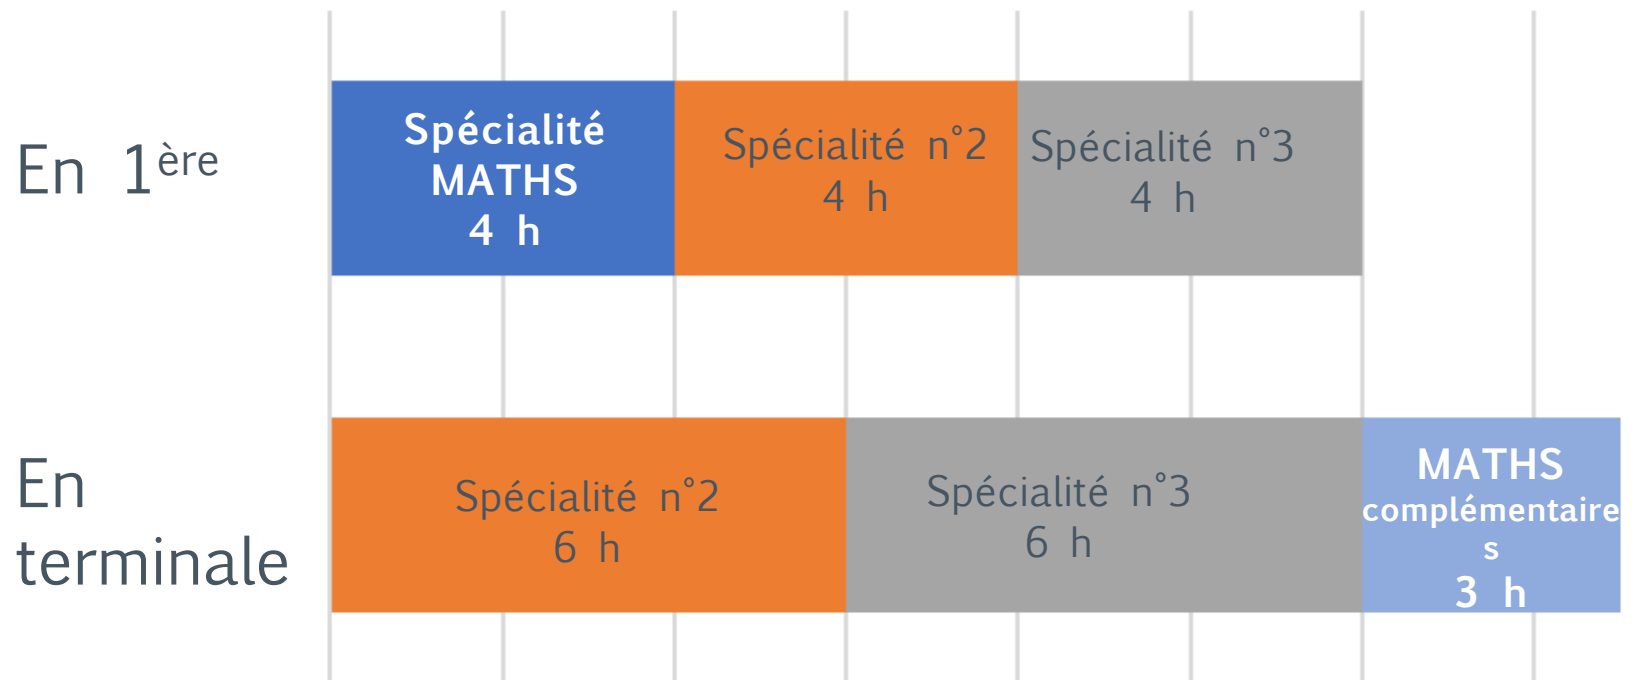 En 1ère
Spécialité
MATHS
4 h
Spécialité n°2
4 h
Spécialité n°3
4 h
En
terminale
Spécialité n°2
6 h
Spécialité n°3
6 h
MATHS
complémentaire
s
3 h